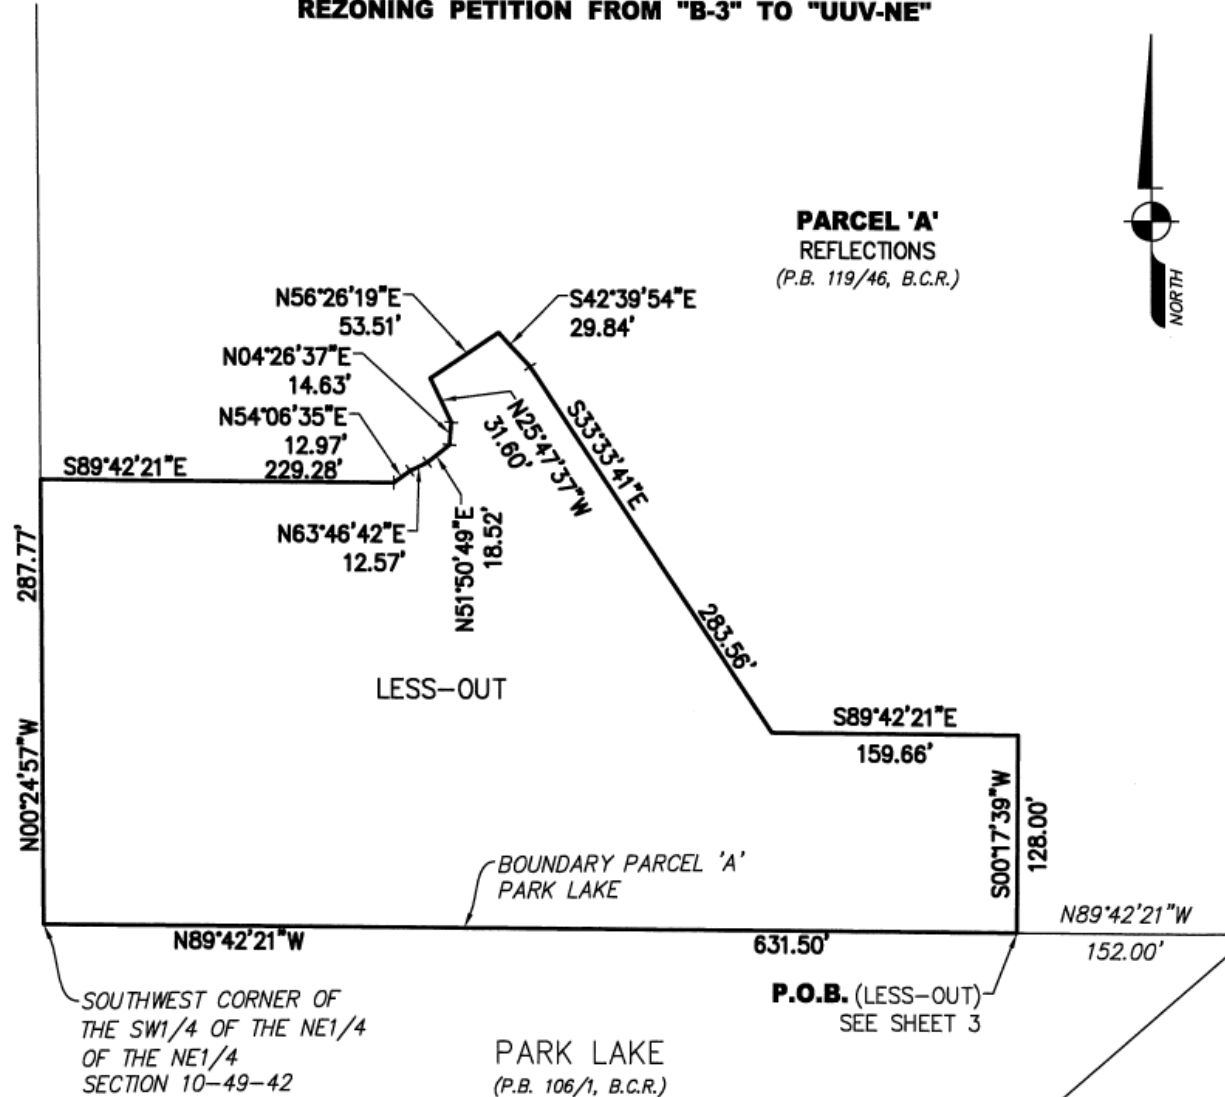 REZONING PETITION FROM "B-3" TO "UUV-NE"
PARCEL 'A'
REFLECTIONS
(P.B. 119/46, B.C.R.)
NORTH
N56°26'19"E
53.51'
S42°39'54"E
29.84'
N04°26'37"E
14.63'
N54°06'35"E
12.97'
N25°47'37"W
31.60'
S33°33'41"E
283.56'
S89°42'21"E
229.28'
N63°46'42"E
12.57'
N51°50'49"E
18.52'
287.77'
N00°24'57"W
LESS-OUT
S89°42'21"E
159.66'
S00°17'39"W
128.00'
BOUNDARY PARCEL 'A'
PARK LAKE
N89°42'21"W
631.50'
N89°42'21"W
152.00'
P.O.B. (LESS-OUT)
SEE SHEET 3
SOUTHWEST CORNER OF
THE SW1/4 OF THE NE1/4
OF THE NE1/4
SECTION 10-49-42
PARK LAKE
(P.B. 106/1, B.C.R.)